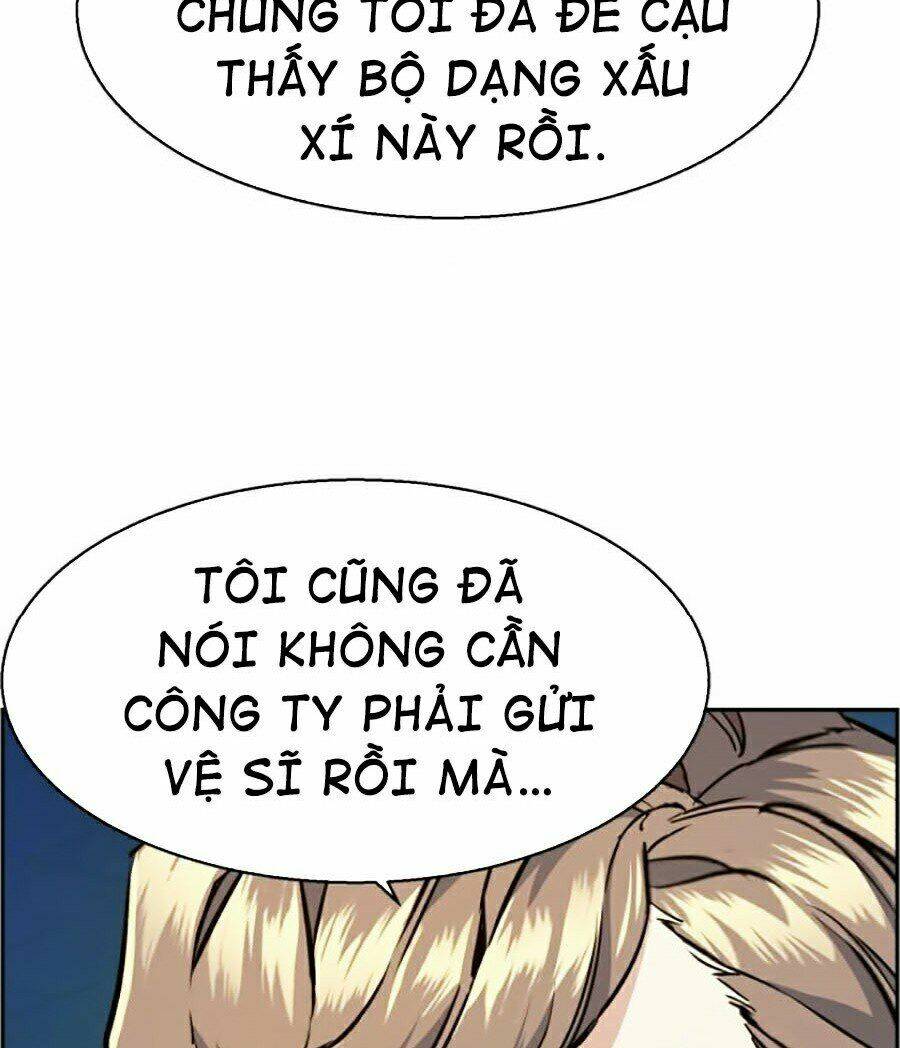 CHÚNG TÔI ĐÃ ĐỂ CẬU
THẤY BỘ DẠNG XẤU
XÍ NÀY RỒI.
TÔI CŨNG ĐÃ
NÓI KHÔNG CẦN
CÔNG TY PHẢI GỬI
VỆ SĨ RỒI MÀ...